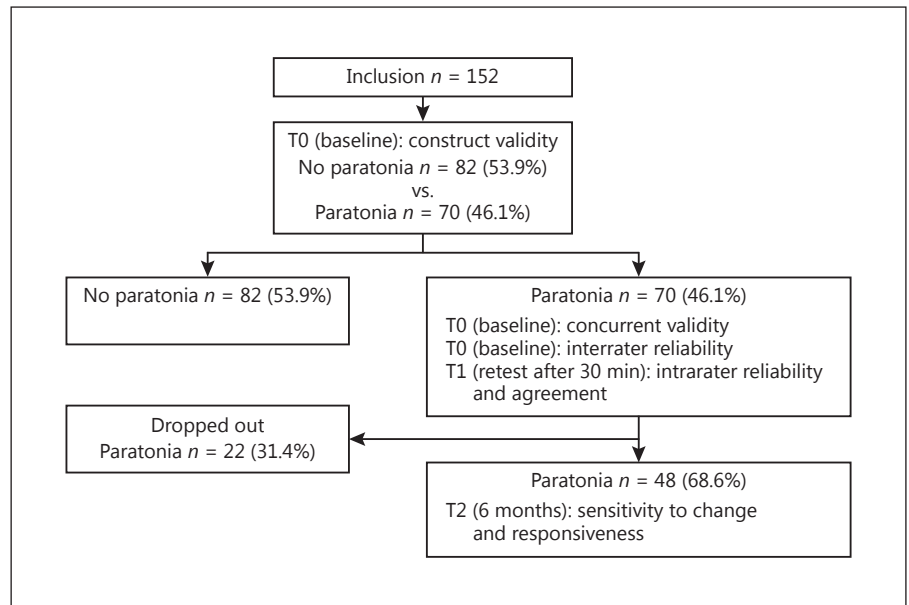 Inclusion n = 152
T0 (baseline): construct validity
No paratonia n = 82 (53.9%)
vs.
Paratonia n = 70 (46.1%)
No paratonia n = 82 (53.9%)
Paratonia n = 70 (46.1%)
T0 (baseline): concurrent validity
T0 (baseline): interrater reliability
T1 (retest after 30 min): intrarater reliability
and agreement
Dropped out
Paratonia n = 22 (31.4%)
Paratonia n = 48 (68.6%)
T2 (6 months): sensitivity to change
and responsiveness